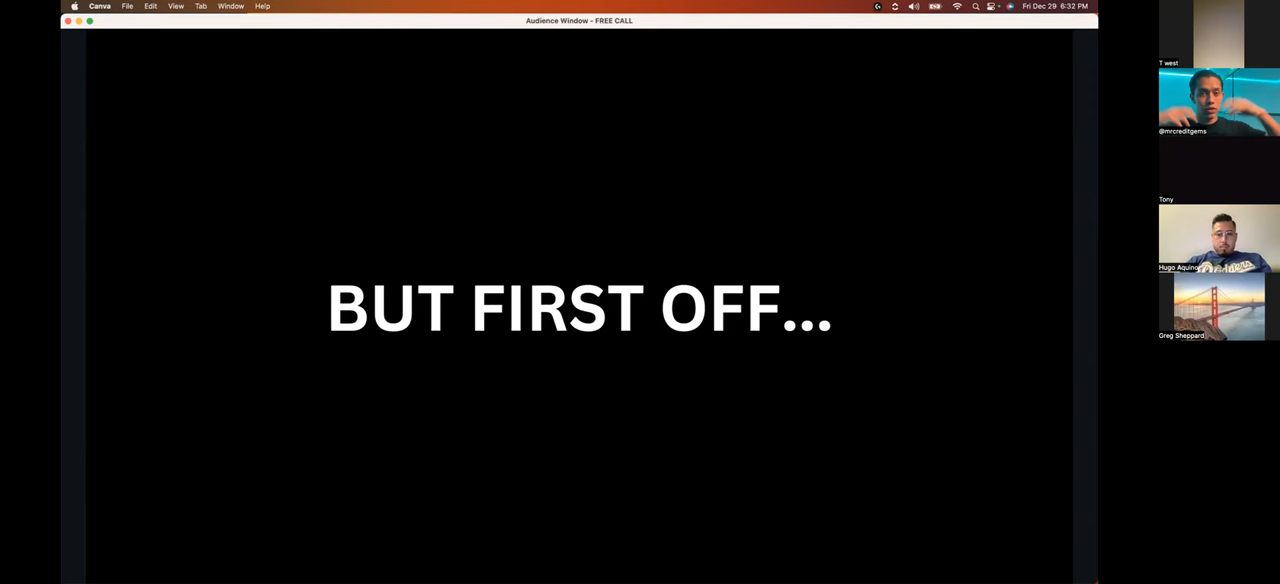 Canva File Edit View Tab Window Help Fri Dec 29 6:32 PM
Audience Window - FREE CALL
BUT FIRST OFF...
T west
@mrcreditgems
Tony
Hugo Aquino
Greg Sheppard